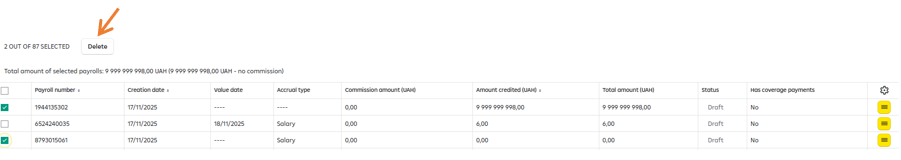 2 OUT OF 87 SELECTED Delete
Total amount of selected payrolls: 9 999 999 998,00 UAH (9 999 999 998,00 UAH - no commission)
Payroll number Creation date Value date Accrual type Commission amount (UAH) Amount credited (UAH) Total amount (UAH) Status Has coverage payments
1944135302 17/11/2025 ---- ---- 0,00 9 999 999 998,00 9 999 999 998,00 Draft No
6524240035 17/11/2025 18/11/2025 Salary 0,00 6,00 6,00 Draft No
8793015061 17/11/2025 ---- Salary 0,00 0,00 0,00 Draft No